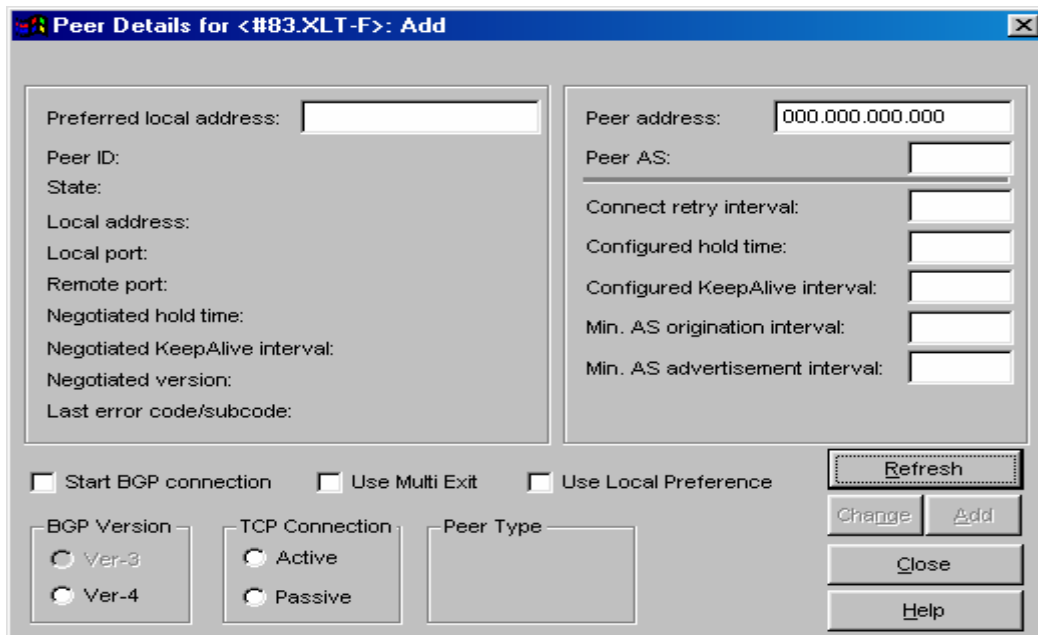 Peer Details for <#83.XLT-F>: Add
Preferred local address:
Peer ID:
State:
Local address:
Local port:
Remote port:
Negotiated hold time:
Negotiated KeepAlive interval:
Negotiated version:
Last error code/subcode:
Peer address: 000.000.000.000
Peer AS:
Connect retry interval:
Configured hold time:
Configured KeepAlive interval:
Min. AS origination interval:
Min. AS advertisement interval:
Start BGP connection
Use Multi Exit
Use Local Preference
BGP Version
Ver-3
Ver-4
TCP Connection
Active
Passive
Peer Type
Refresh
Change
Add
Close
Help